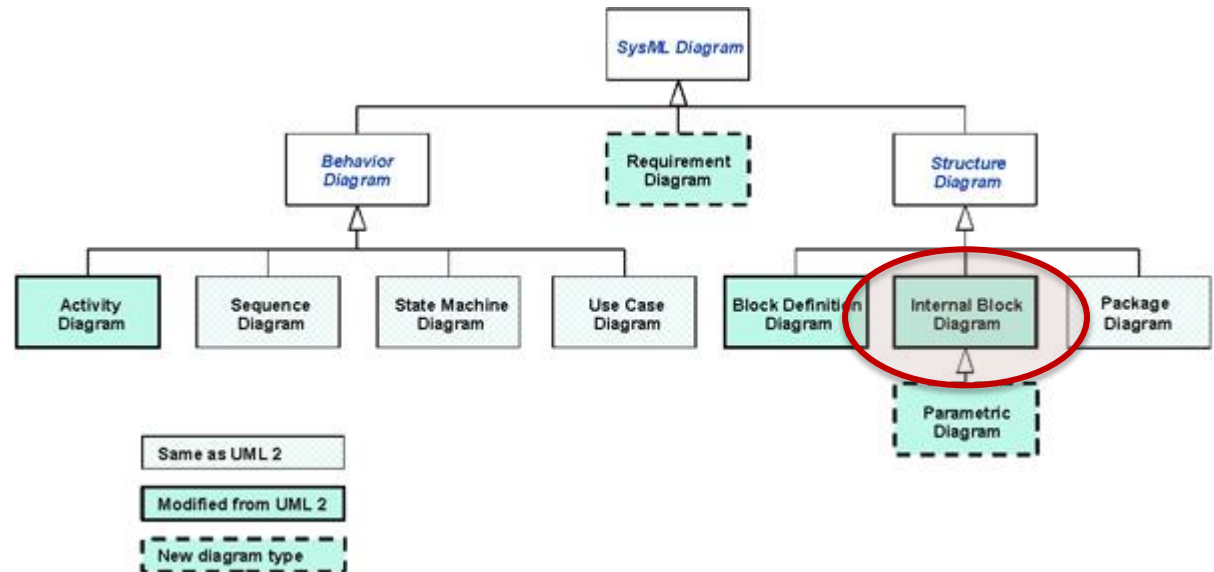 SysML Diagram
Behavior
Diagram
Requirement
Diagram
Structure
Diagram
Activity
Diagram
Sequence
Diagram
State Machine
Diagram
Use Case
Diagram
Block Definition
Diagram
Internal Block
Diagram
Package
Diagram
Parametric
Diagram
Same as UML 2
Modified from UML 2
New diagram type